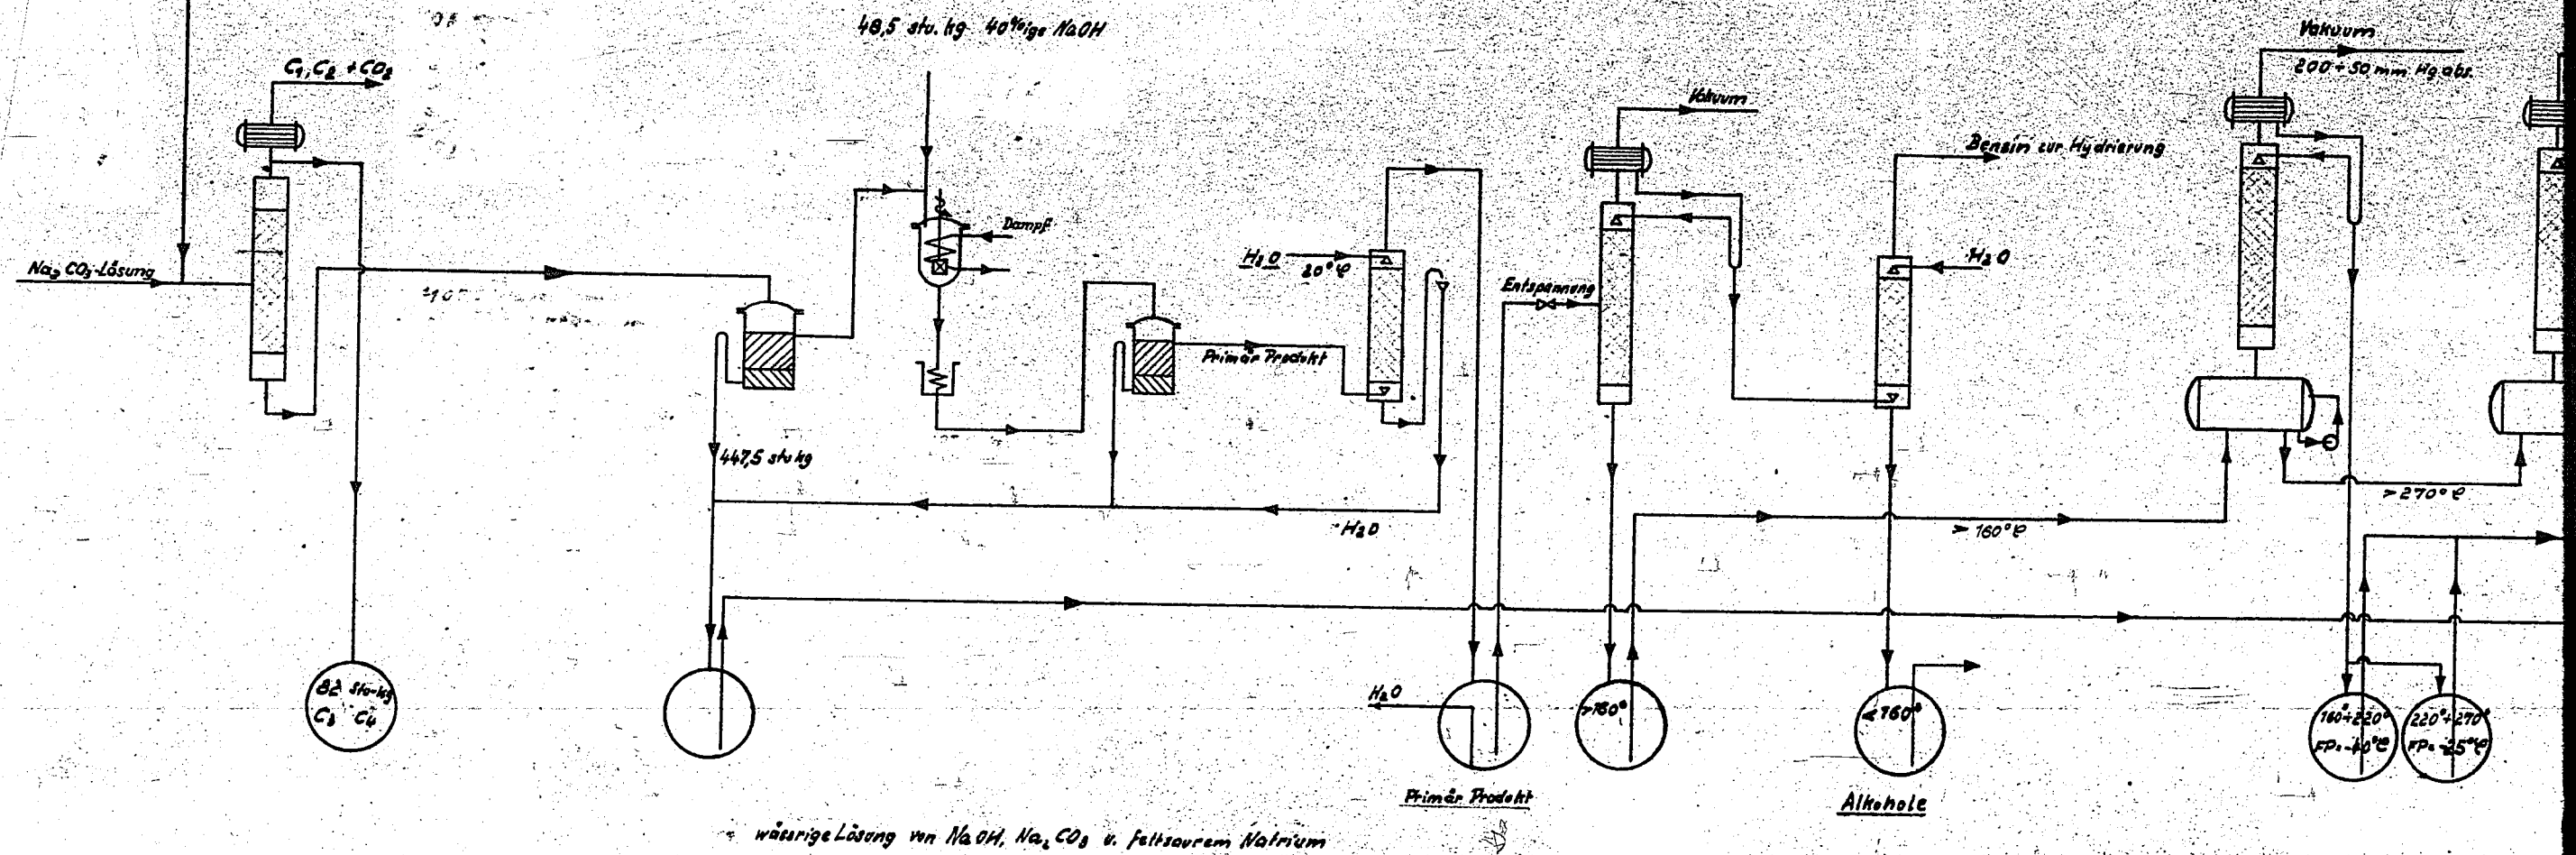 48,5 stu. kg 40%ige NaOH
C₁, C₂ + CO₂
Na₂CO₃-Lösung
Dampf
H₂O
20°C
Primär Produkt
447,5 stu kg
H₂O
Entspannung
Vakuum
Benzin zur Hydrierung
H₂O
Vakuum
200÷50 mm Hg abs.
>270°C
>160°C
82 stu-kg
C₃ C₄
H₂O
>160°
<160°
160°÷220°
220°÷270°
FP.-25°C
Primär Produkt
Alkohole
wässrige Lösung von NaOH, Na₂CO₃ u. fettsaurem Natrium